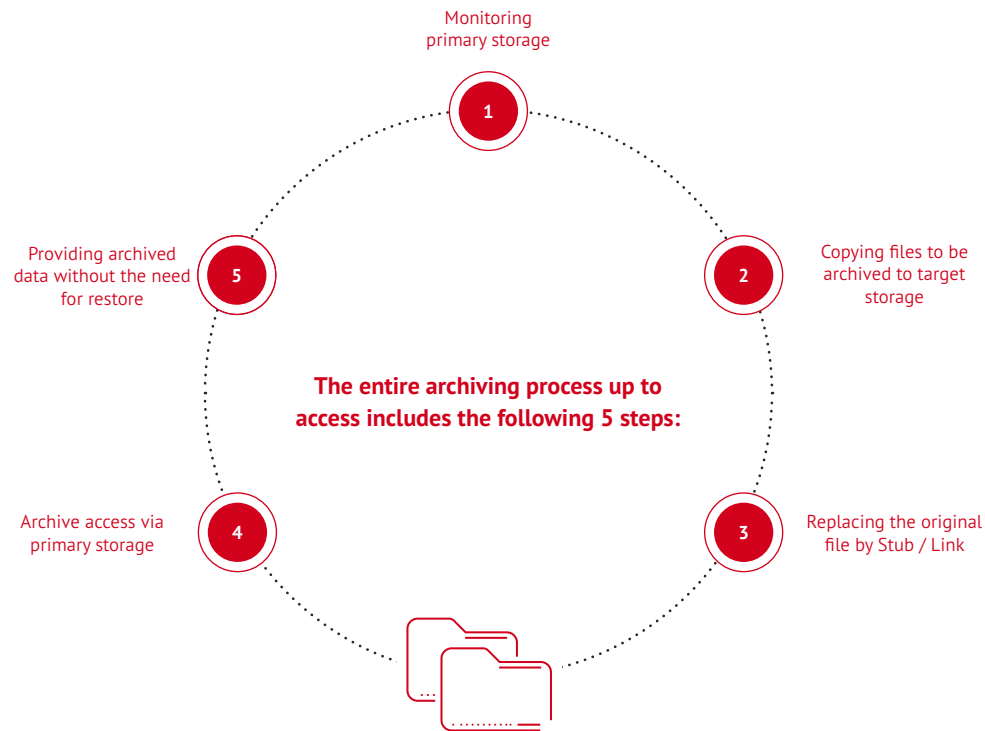 Monitoring
primary storage
1
2
Copying files to be
archived to target
storage
3
Replacing the original
file by Stub / Link
4
Archive access via
primary storage
5
Providing archived
data without the need
for restore
The entire archiving process up to
access includes the following 5 steps: